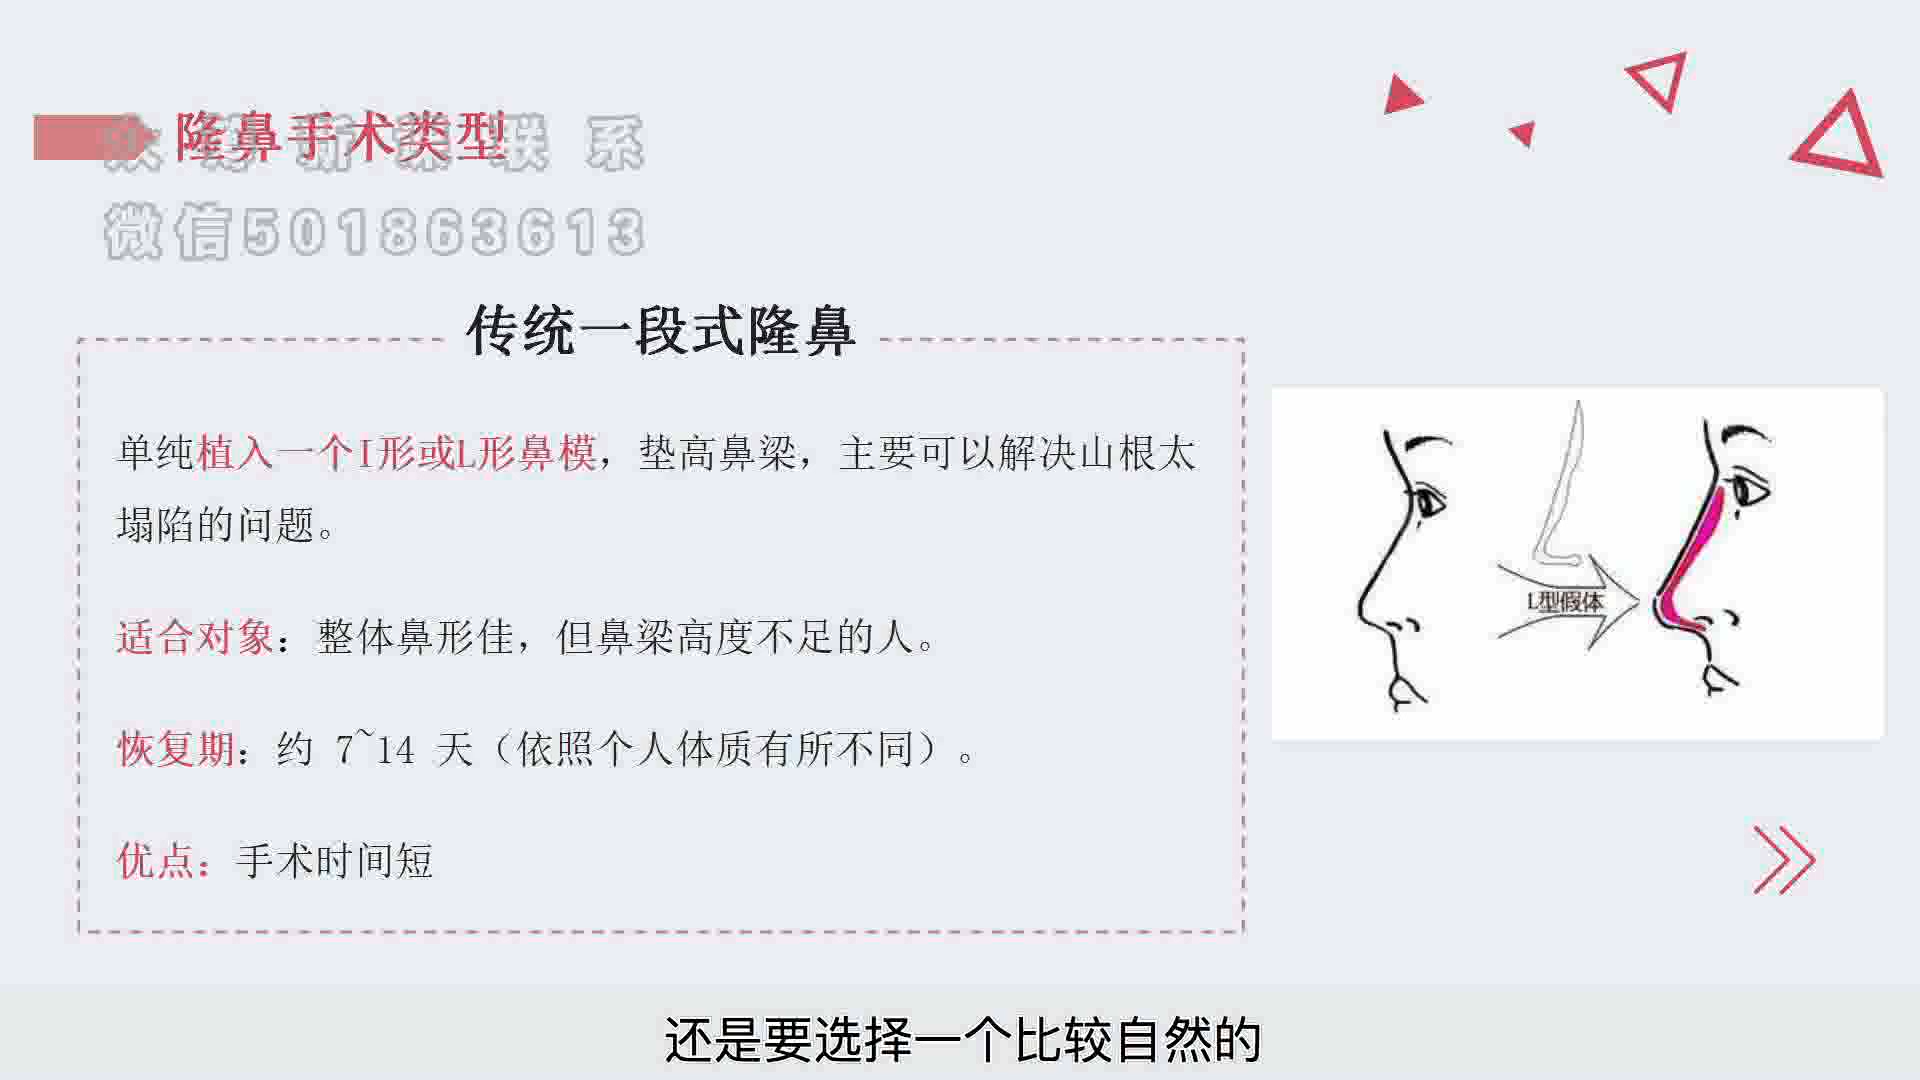 隆鼻手术类型
联系
微信501863613
传统一段式隆鼻
单纯植入一个I形或L形鼻模，垫高鼻梁，主要可以解决山根太
塌陷的问题。
适合对象：整体鼻形佳，但鼻梁高度不足的人。
恢复期：约 7~14 天（依照个人体质有所不同）。
优点：手术时间短
L型假体
还是要选择一个比较自然的